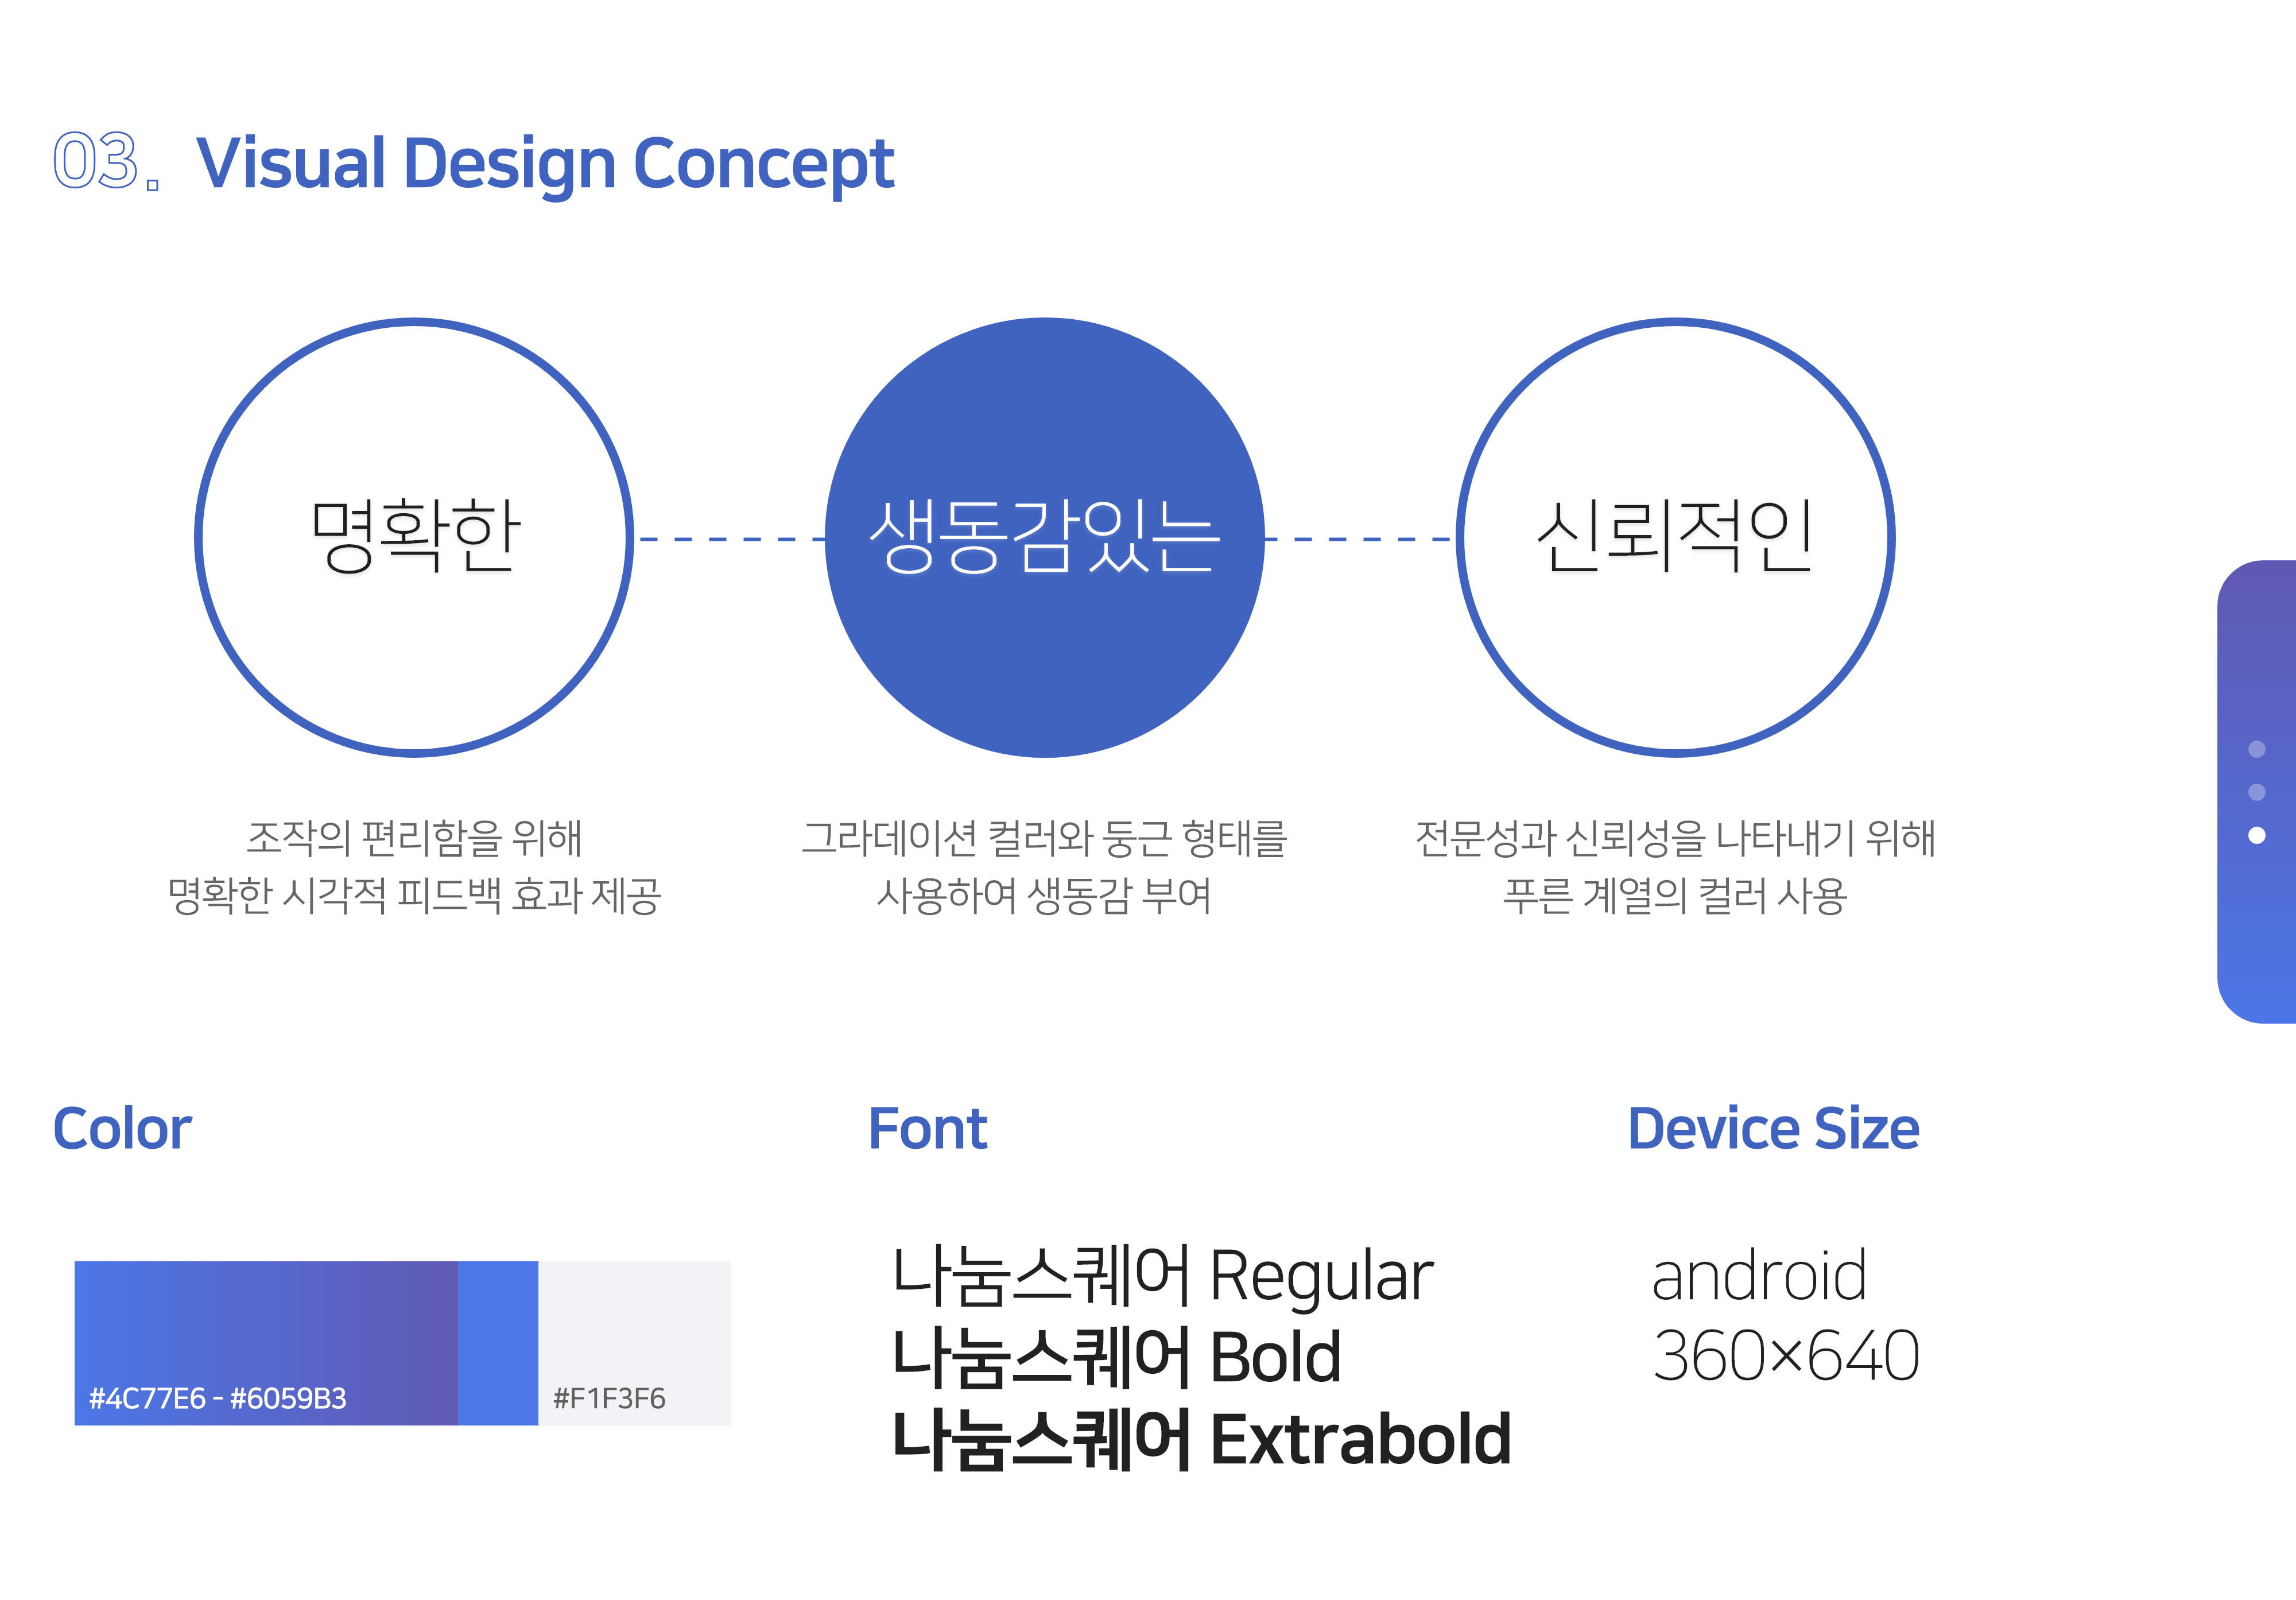 03. Visual Design Concept
명확한
생동감있는
신뢰적인
조작의 편리함을 위해
명확한 시각적 피드백 효과 제공
그라데이션 컬러와 둥근 형태를
사용하여 생동감 부여
전문성과 신뢰성을 나타내기 위해
푸른 계열의 컬러 사용
Color
#4C77E6 - #6059B3
#F1F3F6
Font
나눔스퀘어 Regular
나눔스퀘어 Bold
나눔스퀘어 Extrabold
Device Size
android
360×640